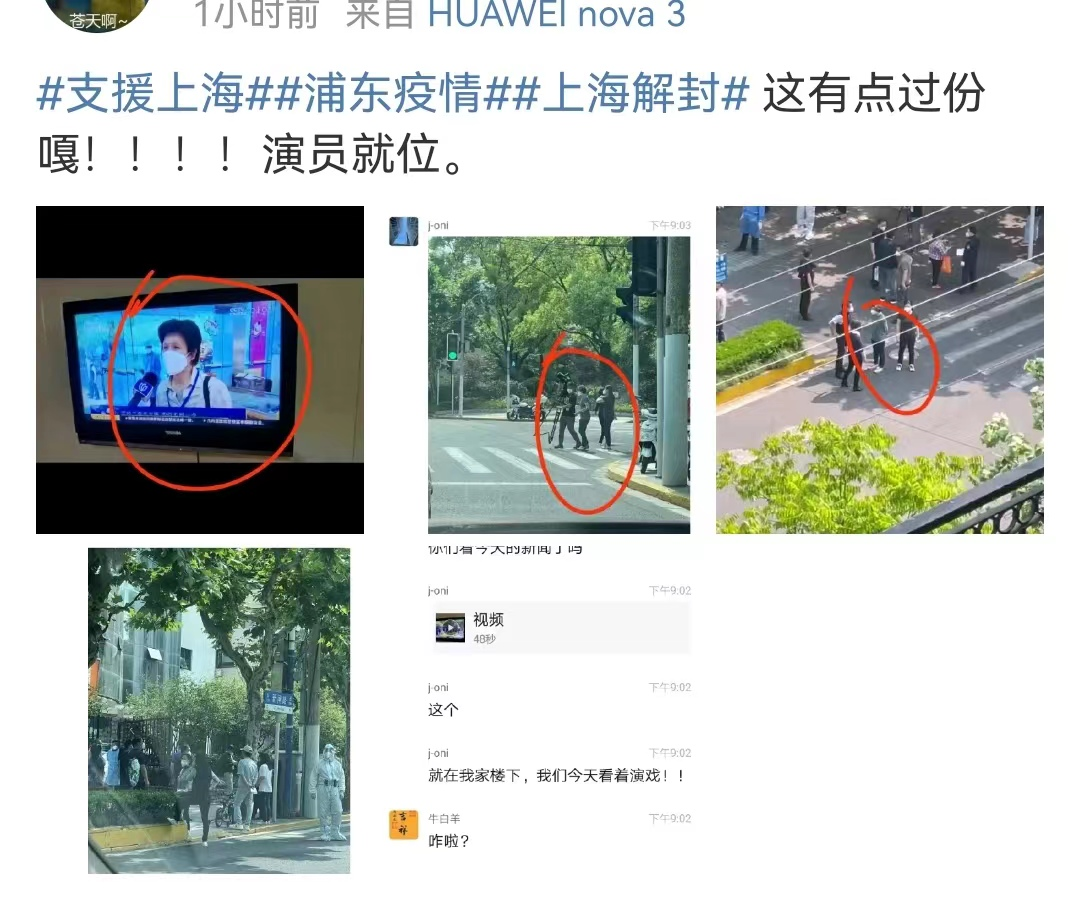 苍天啊~
1小时前 来自 HUAWEI nova 3
#支援上海##浦东疫情##上海解封# 这有点过份
嘎！！！！演员就位。
j-oni 下午9:03
TOSHIBA
你们看今天的新闻了吗
j-oni 下午9:02
视频
48秒
j-oni 下午9:02
这个
j-oni 下午9:02
就在我家楼下，我们今天看着演戏！！
吉祥
牛白羊 下午9:02
咋啦？